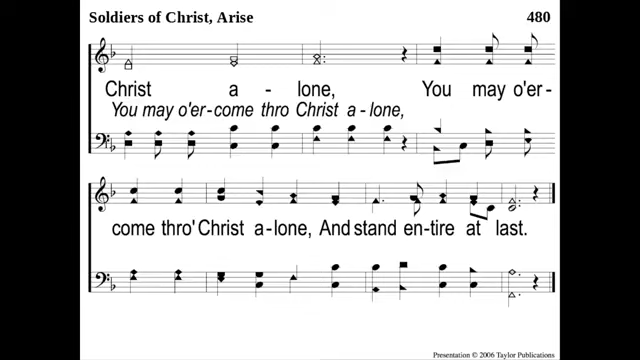 Soldiers of Christ, Arise 480
Christ a - lone, You may o'er-
You may o'er-come thro Christ a-lone,
come thro' Christ a-lone, And stand en-tire at last.
Presentation © 2006 Taylor Publications